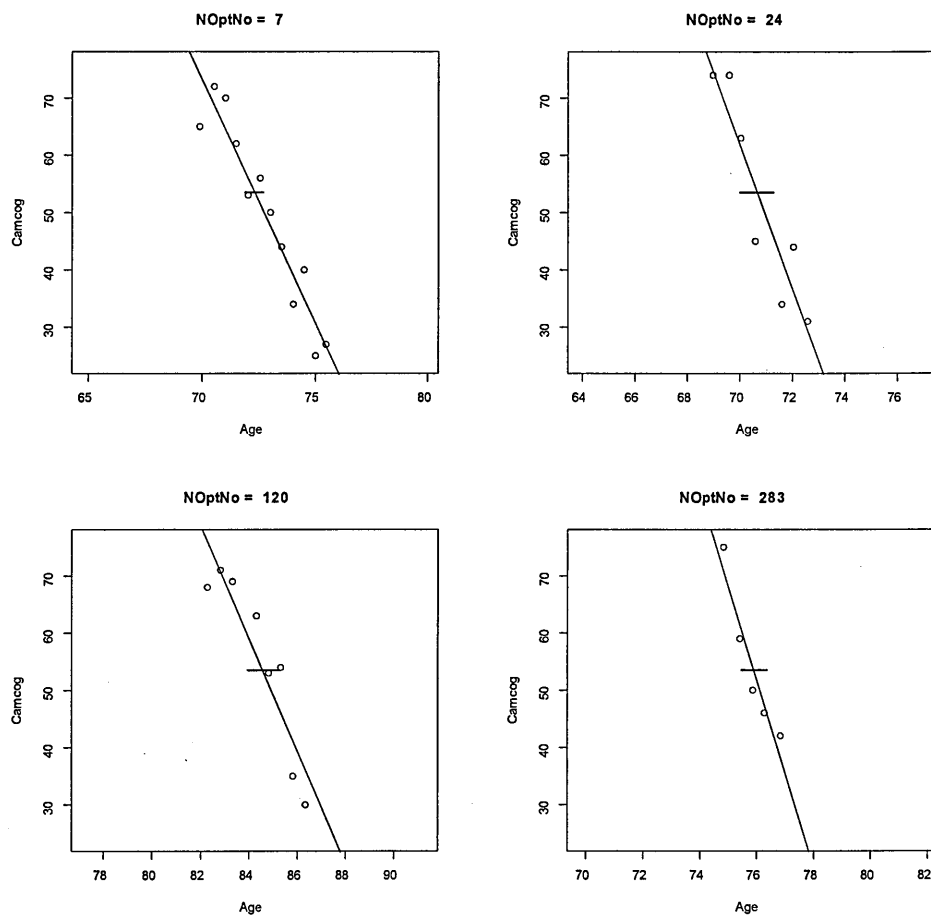 NOptNo = 7
Camcog
70
60
50
40
30
65 70 75 80
Age
NOptNo = 24
Camcog
70
60
50
40
30
64 66 68 70 72 74 76
Age
NOptNo = 120
Camcog
70
60
50
40
30
78 80 82 84 86 88 90
Age
NOptNo = 283
Camcog
70
60
50
40
30
70 72 74 76 78 80 82
Age